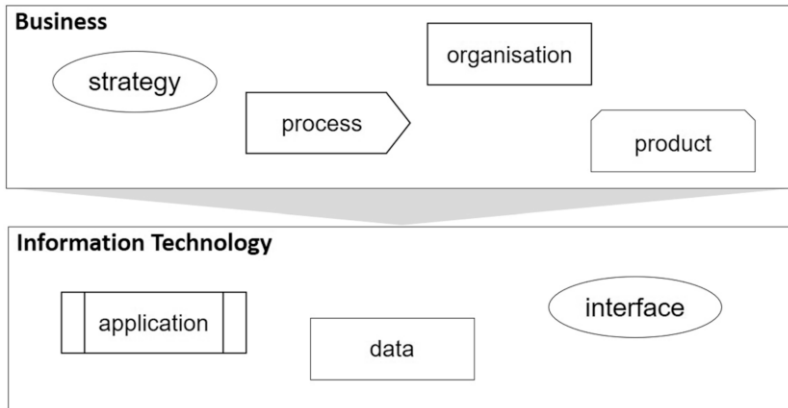 Business
strategy
organisation
process
product
Information Technology
application
data
interface